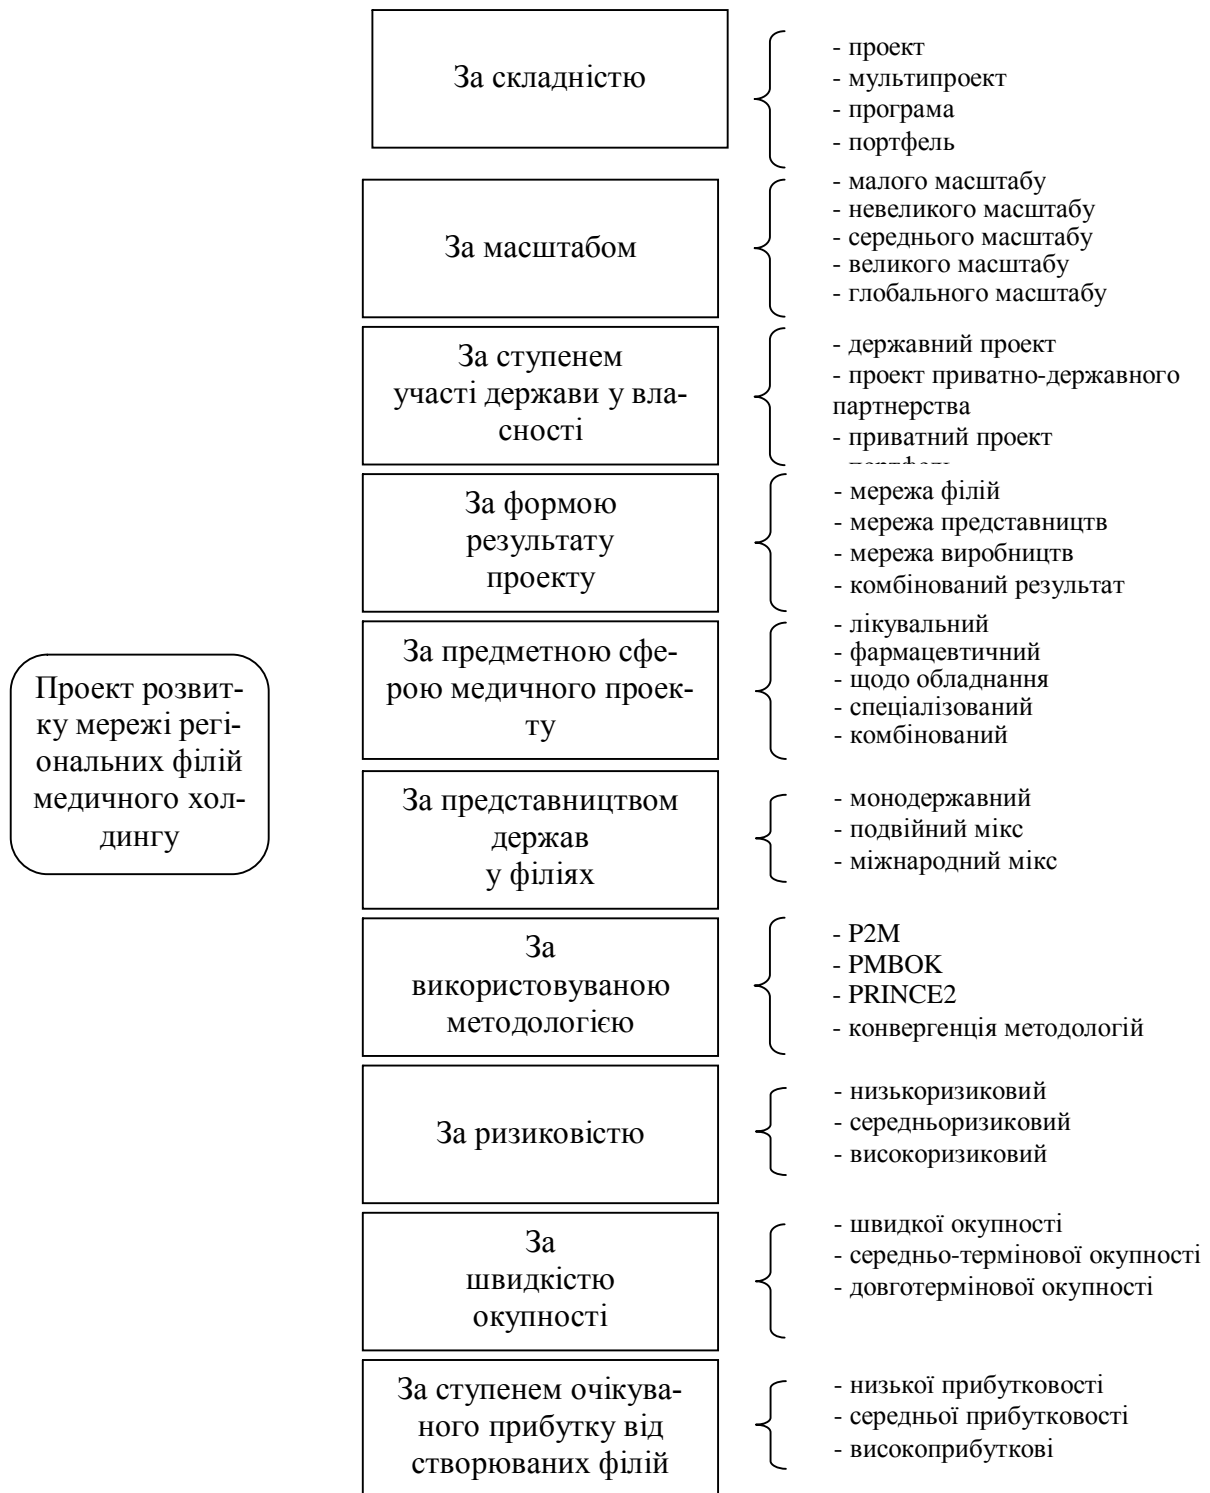 За складністю
- проект
- мультипроект
- програма
- портфель
За масштабом
- малого масштабу
- невеликого масштабу
- середнього масштабу
- великого масштабу
- глобального масштабу
За ступенем
участі держави у вла-
сності
- державний проект
- проект приватно-державного
партнерства
- приватний проект
За формою
результату
проекту
- мережа філій
- мережа представництв
- мережа виробництв
- комбінований результат
Проект розвит-
ку мережі регі-
ональних філій
медичного хол-
дингу
За предметною сфе-
рою медичного проек-
ту
- лікувальний
- фармацевтичний
- щодо обладнання
- спеціалізований
- комбінований
За представництвом
держав
у філіях
- монодержавний
- подвійний мікс
- міжнародний мікс
За
використовуваною
методологією
- P2M
- PMBOK
- PRINCE2
- конвергенція методологій
За ризиковістю
- низькоризиковий
- середньоризиковий
- високоризиковий
За
швидкістю
окупності
- швидкої окупності
- середньо-термінової окупності
- довготермінової окупності
За ступенем очікува-
ного прибутку від
створюваних філій
- низької прибутковості
- середньої прибутковості
- високоприбуткові